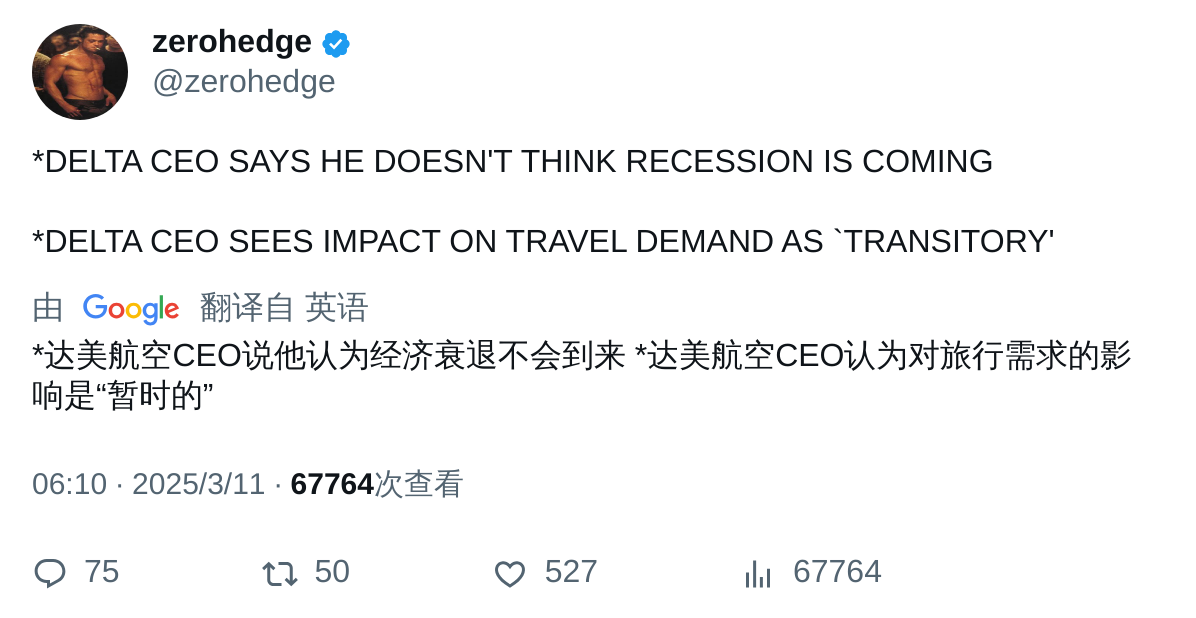 zerohedge
@zerohedge
*DELTA CEO SAYS HE DOESN'T THINK RECESSION IS COMING
*DELTA CEO SEES IMPACT ON TRAVEL DEMAND AS `TRANSITORY'
由 Google 翻译自 英语
*达美航空CEO说他认为经济衰退不会到来 *达美航空CEO认为对旅行需求的影
响是“暂时的”
06:10 · 2025/3/11 · 67764次查看
75 50 527 67764